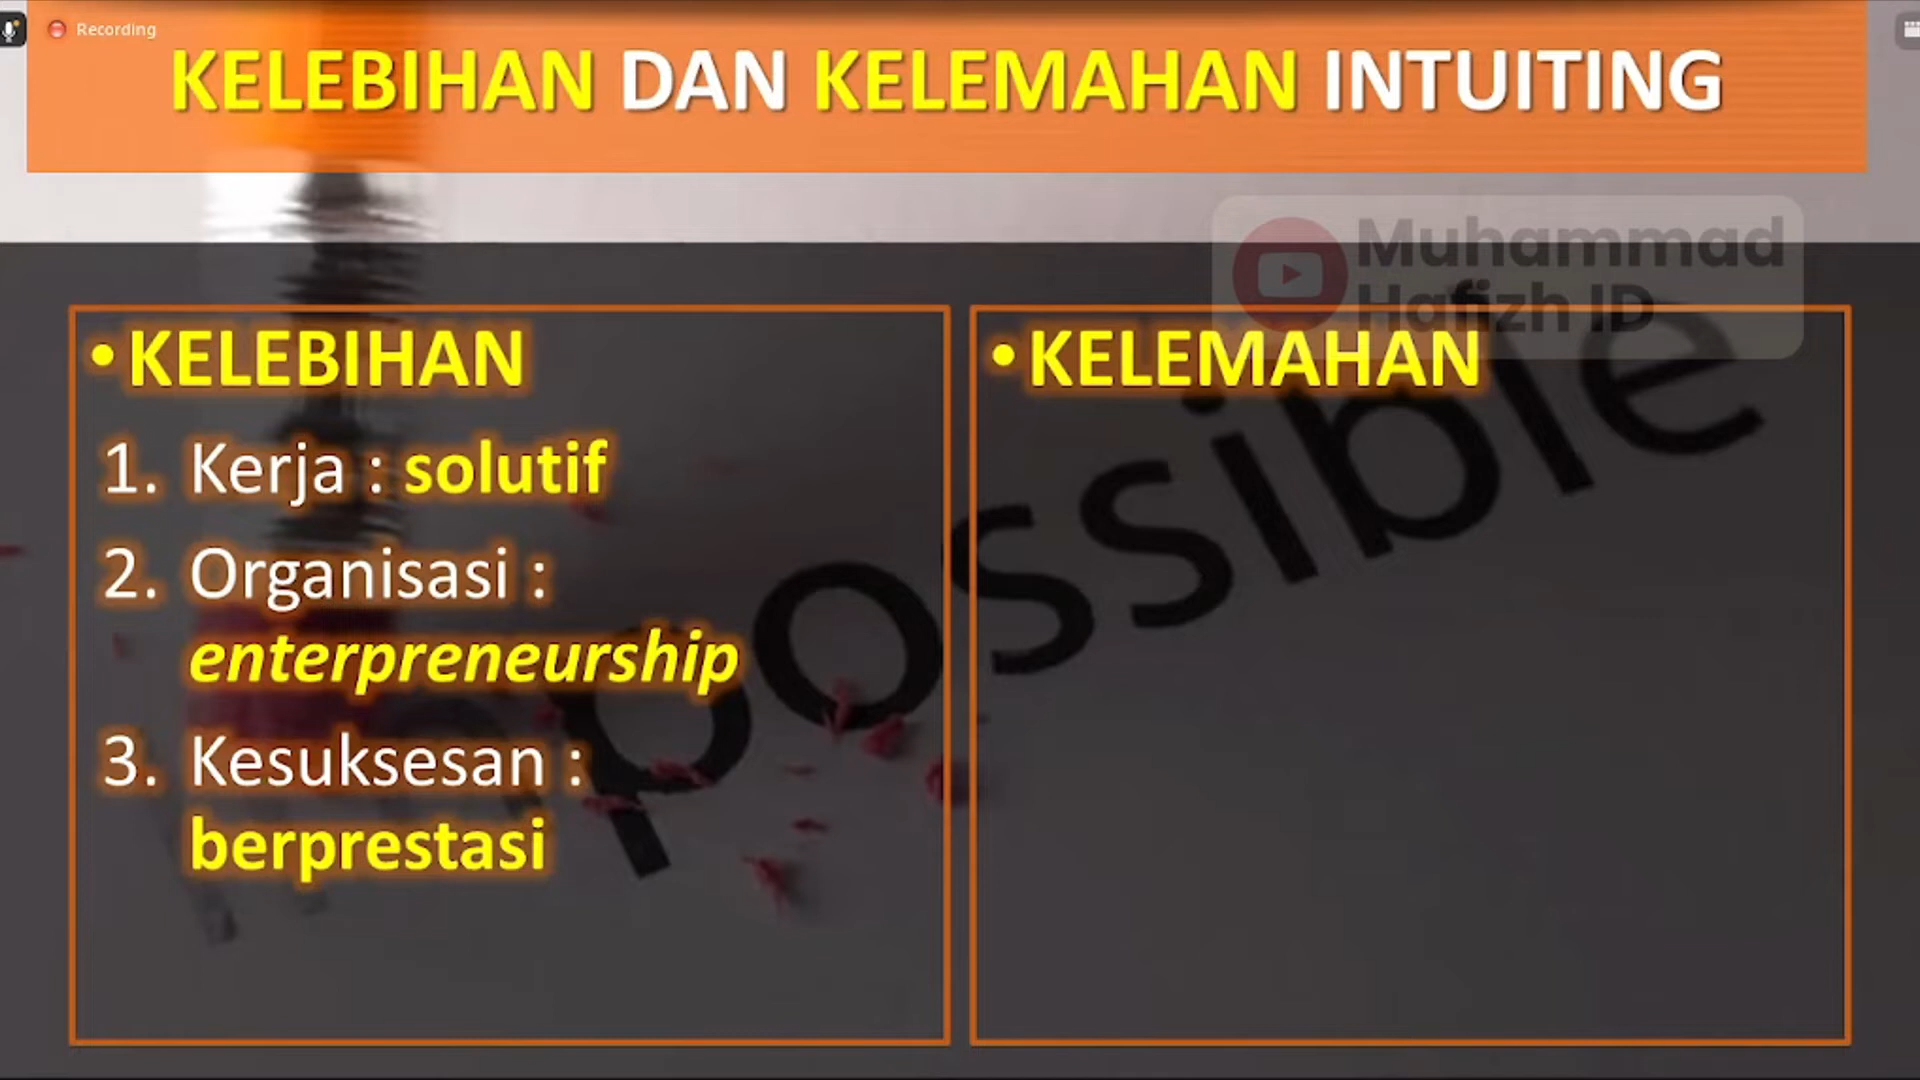 Recording
KELEBIHAN DAN KELEMAHAN INTUITING
Muhammad
Hafizh ID
• KELEBIHAN
1. Kerja : solutif
2. Organisasi :
enterpreneurship
3. Kesuksesan :
berprestasi
• KELEMAHAN
possible